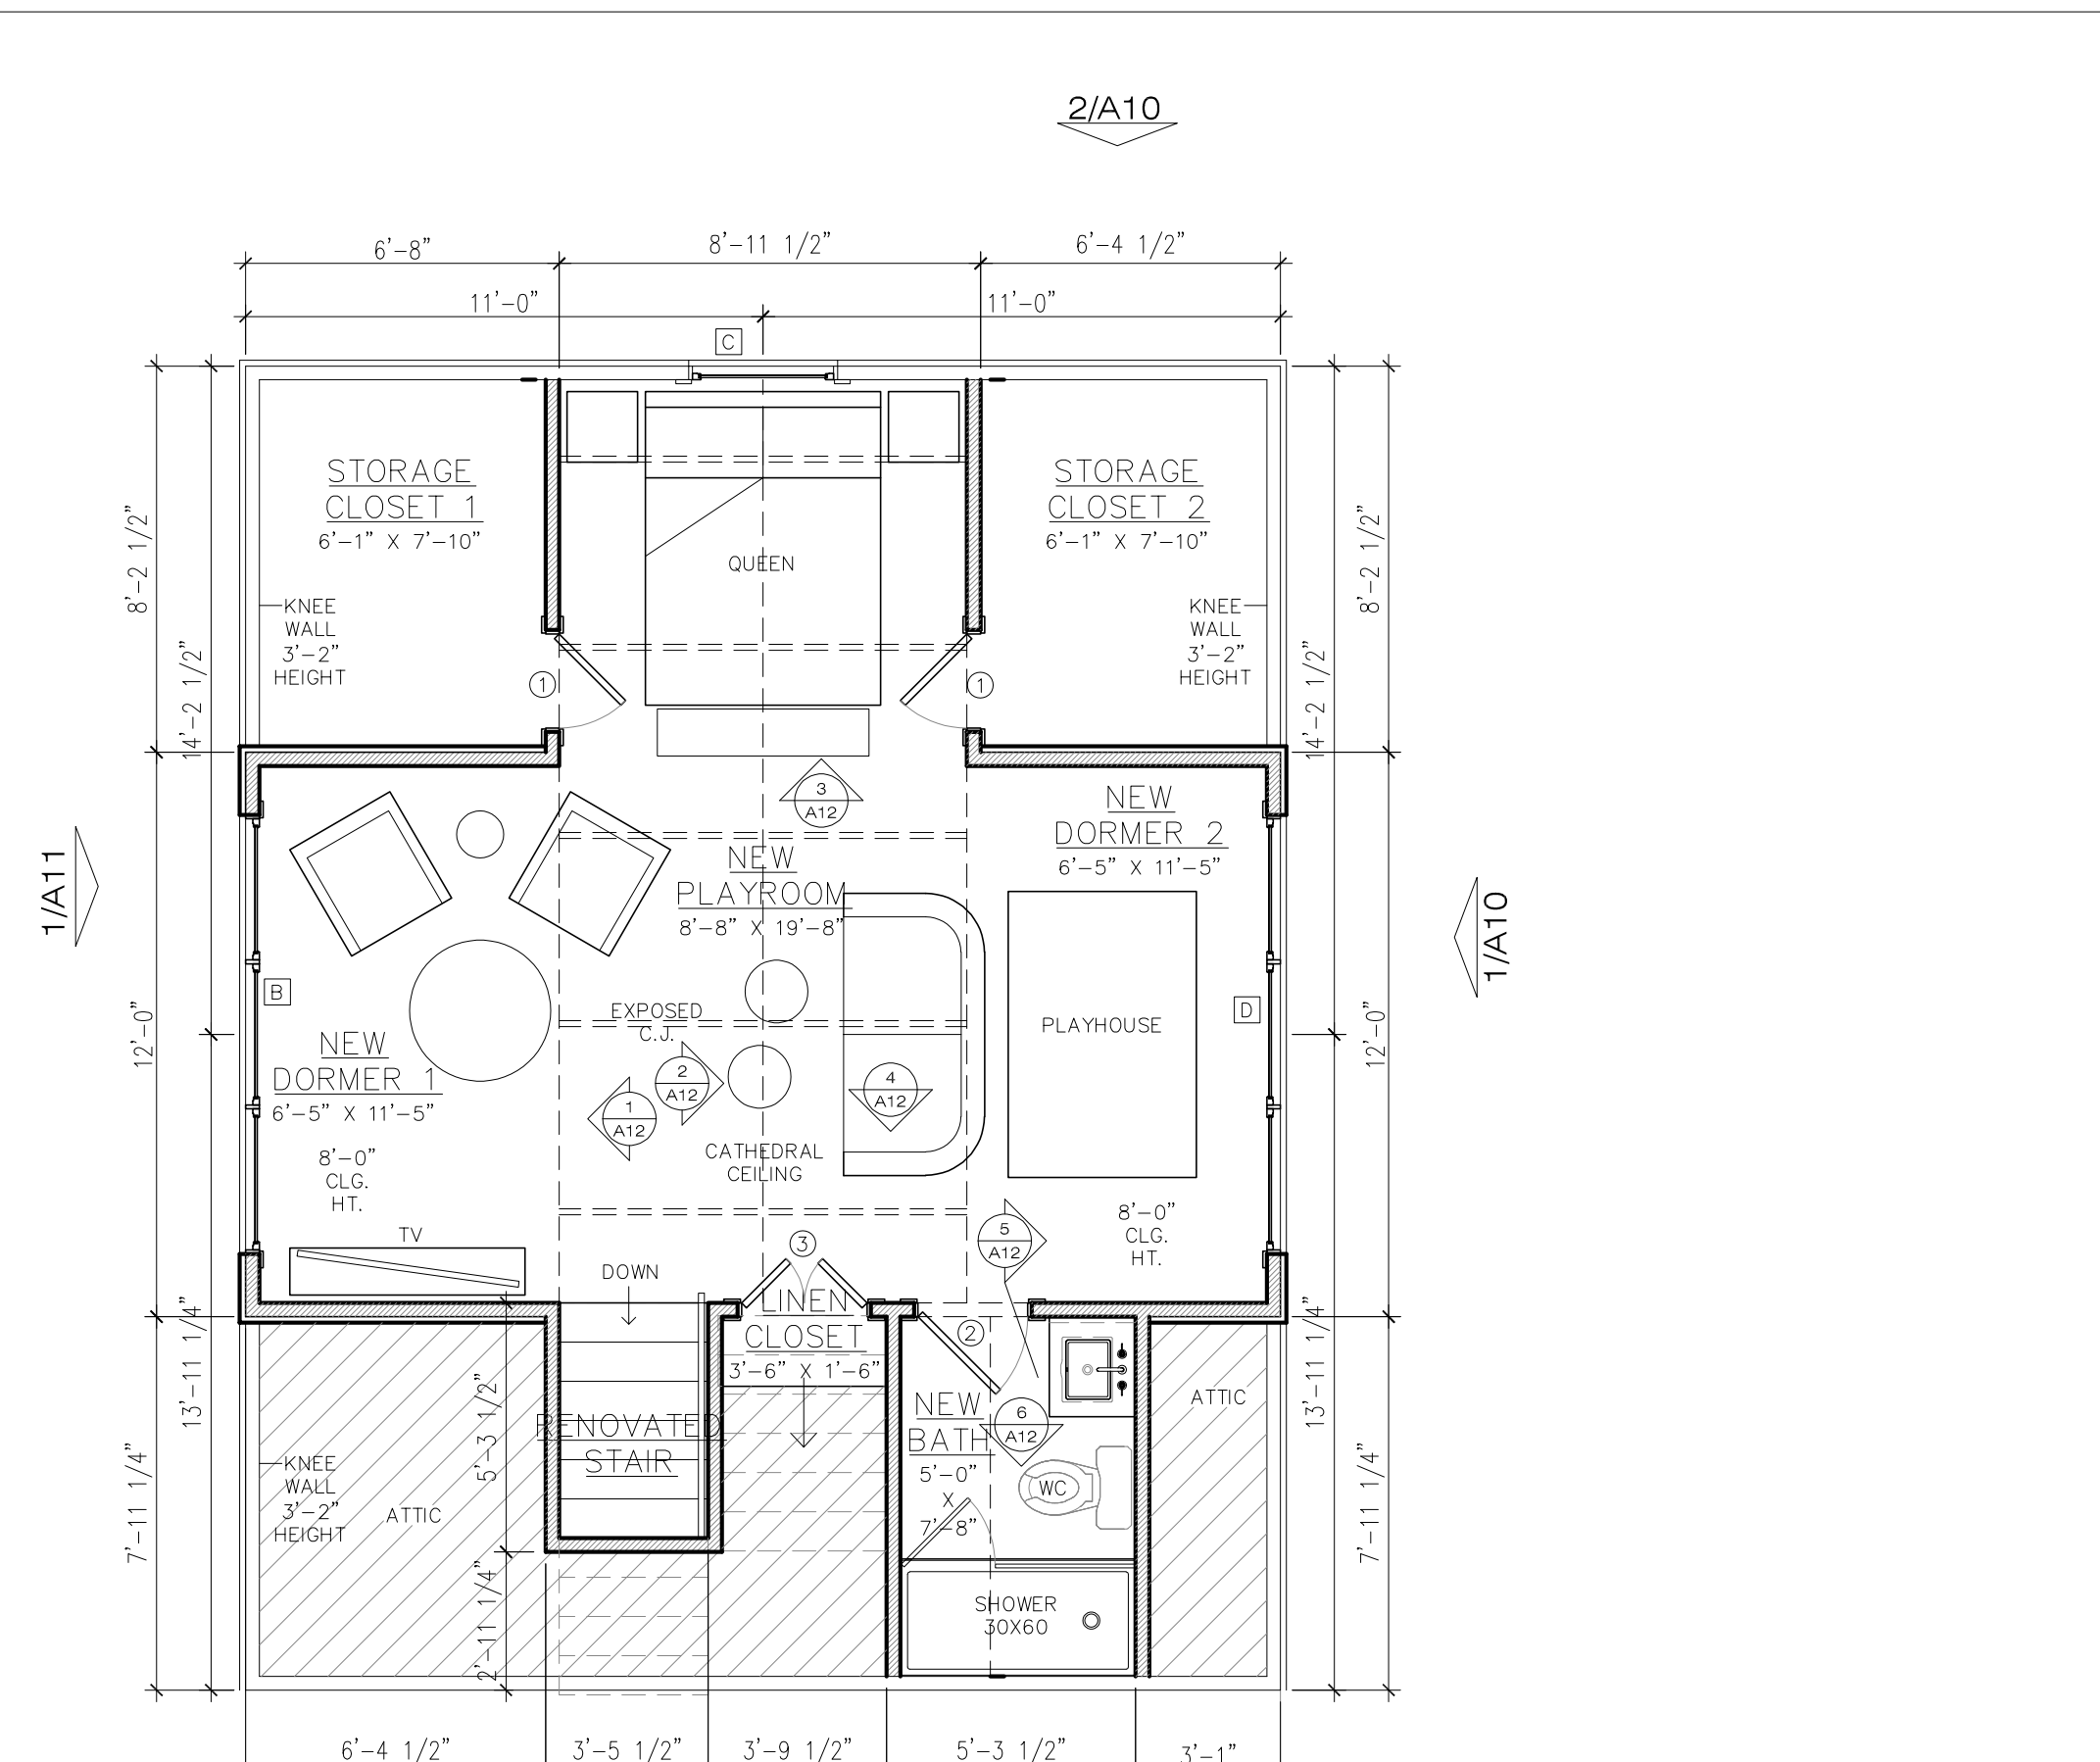 2/A10
6'-8"
8'-11 1/2"
6'-4 1/2"
11'-0"
11'-0"
C
STORAGE
CLOSET 1
6'-1" X 7'-10"
STORAGE
CLOSET 2
6'-1" X 7'-10"
QUEEN
8'-2 1/2"
8'-2 1/2"
KNEE
WALL
3'-2"
HEIGHT
KNEE
WALL
3'-2"
HEIGHT
14'-2 1/2"
14'-2 1/2"
1
1
3
A12
NEW
DORMER 2
6'-5" X 11'-5"
NEW
PLAYROOM
8'-8" X 19'-8"
1/A11
1/A10
B
D
EXPOSED
C.J.
PLAYHOUSE
12'-0"
12'-0"
NEW
DORMER 1
6'-5" X 11'-5"
2
A12
4
A12
1
A12
CATHEDRAL
CEILING
8'-0"
CLG.
HT.
8'-0"
CLG.
HT.
5
A12
TV
3
DOWN
LINEN
CLOSET
3'-6" X 1'-6"
2
13'-11 1/4"
13'-11 1/4"
5'-3 1/2"
RENOVATED
STAIR
NEW
BATH
5'-0"
X
7'-8"
6
A12
ATTIC
WC
KNEE
WALL
3'-2"
HEIGHT
ATTIC
7'-11 1/4"
7'-11 1/4"
2'-11 1/4"
SHOWER
30X60
6'-4 1/2"
3'-5 1/2"
3'-9 1/2"
5'-3 1/2"
3'-1"